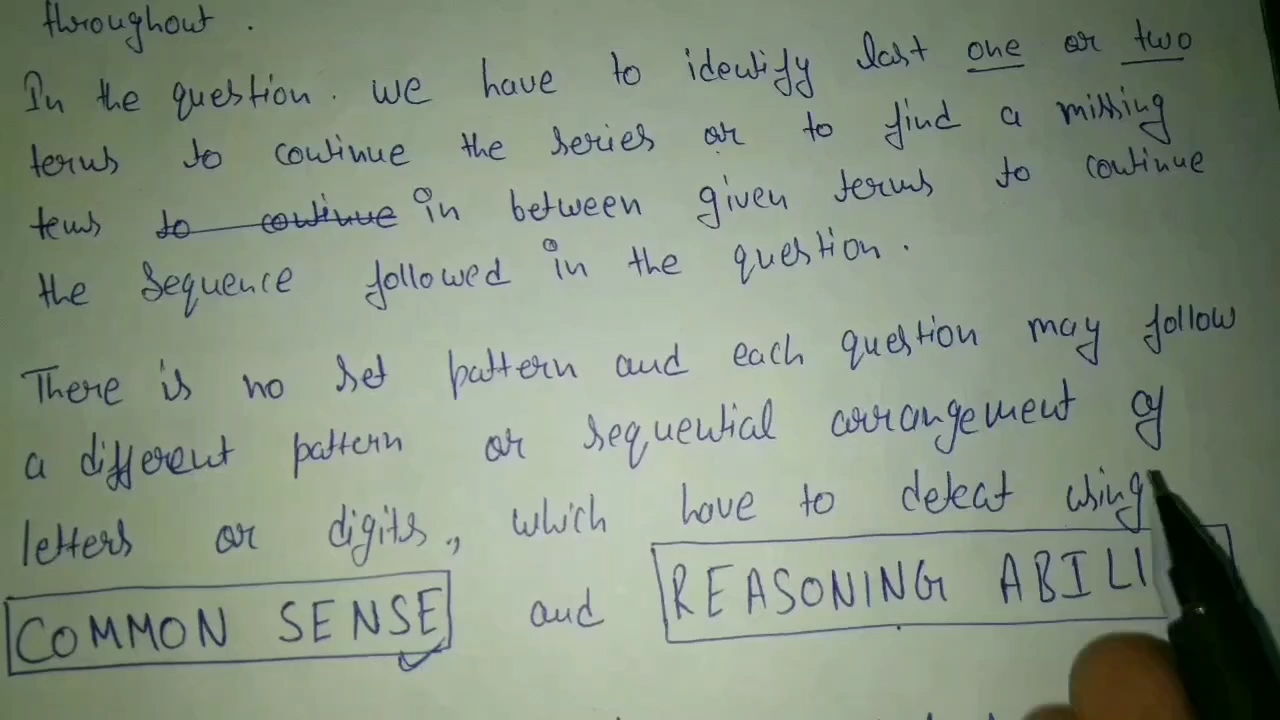 throughout.
In the question. we have to identify last one or two
terms to continue the series or to find a missing
tems to continue in between given terms to continue
the sequence followed in the question.
There is no set pattern and each question may follow
a different pattern or sequential arrangement of
letters or digits, which have to detect using
COMMON SENSE and REASONING ABILI